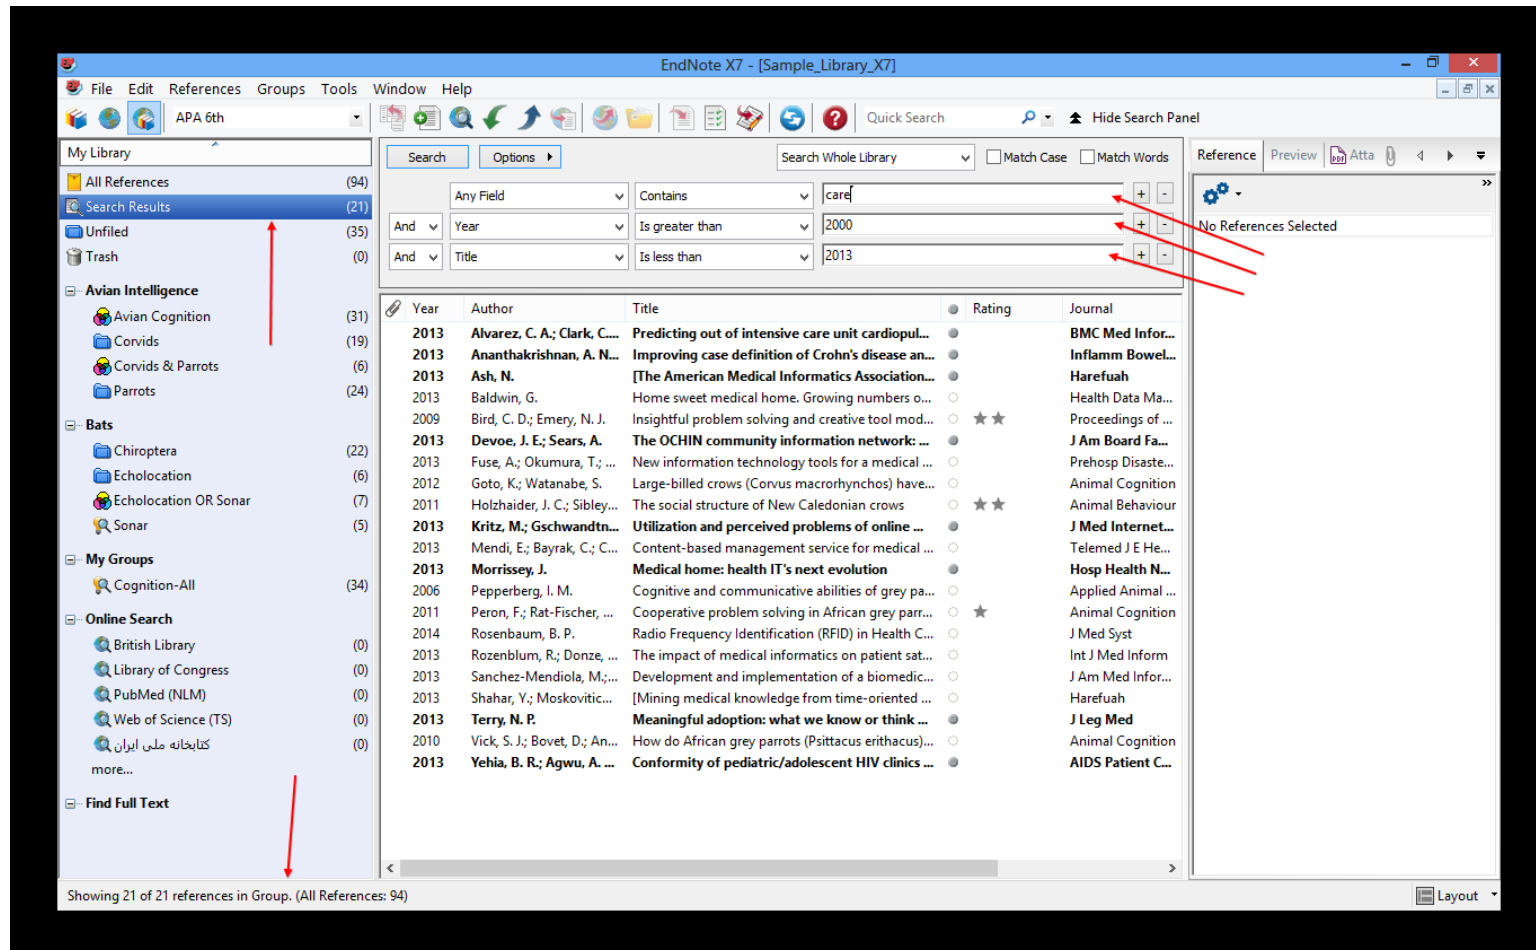 EndNote X7 - [Sample_Library_X7]
File Edit References Groups Tools Window Help
APA 6th
Quick Search
Hide Search Panel
My Library
All References (94)
Search Results (21)
Unfiled (35)
Trash (0)
Avian Intelligence
Avian Cognition (31)
Corvids (19)
Corvids & Parrots (6)
Parrots (24)
Bats
Chiroptera (22)
Echolocation (6)
Echolocation OR Sonar (7)
Sonar (5)
My Groups
Cognition-All (34)
Online Search
British Library (0)
Library of Congress (0)
PubMed (NLM) (0)
Web of Science (TS) (0)
کتابخانه ملی ایران (0)
more...
Find Full Text
Search Options Search Whole Library Match Case Match Words
Any Field Contains care + -
And Year Is greater than 2000 + -
And Title Is less than 2013 + -
Year Author Title Rating Journal
2013 Alvarez, C. A.; Clark, C.... Predicting out of intensive care unit cardiopul... BMC Med Infor...
2013 Ananthakrishnan, A. N... Improving case definition of Crohn's disease an... Inflamm Bowel...
2013 Ash, N. [The American Medical Informatics Association... Harefuah
2013 Baldwin, G. Home sweet medical home. Growing numbers o... Health Data Ma...
2009 Bird, C. D.; Emery, N. J. Insightful problem solving and creative tool mod... Proceedings of ...
2013 Devoe, J. E.; Sears, A. The OCHIN community information network: ... J Am Board Fa...
2013 Fuse, A.; Okumura, T.; ... New information technology tools for a medical ... Prehosp Disaste...
2012 Goto, K.; Watanabe, S. Large-billed crows (Corvus macrorhynchos) have... Animal Cognition
2011 Holzhaider, J. C.; Sibley... The social structure of New Caledonian crows Animal Behaviour
2013 Kritz, M.; Gschwandtn... Utilization and perceived problems of online ... J Med Internet...
2013 Mendi, E.; Bayrak, C.; C... Content-based management service for medical ... Telemed J E He...
2013 Morrissey, J. Medical home: health IT's next evolution Hosp Health N...
2006 Pepperberg, I. M. Cognitive and communicative abilities of grey pa... Applied Animal ...
2011 Peron, F.; Rat-Fischer, ... Cooperative problem solving in African grey parr... Animal Cognition
2014 Rosenbaum, B. P. Radio Frequency Identification (RFID) in Health C... J Med Syst
2013 Rozenblum, R.; Donze, ... The impact of medical informatics on patient sat... Int J Med Inform
2013 Sanchez-Mendiola, M.;... Development and implementation of a biomedic... J Am Med Infor...
2013 Shahar, Y.; Moskovitic... [Mining medical knowledge from time-oriented ... Harefuah
2013 Terry, N. P. Meaningful adoption: what we know or think ... J Leg Med
2010 Vick, S. J.; Bovet, D.; An... How do African grey parrots (Psittacus erithacus)... Animal Cognition
2013 Yehia, B. R.; Agwu, A. ... Conformity of pediatric/adolescent HIV clinics ... AIDS Patient C...
Reference Preview PDF Atta
No References Selected
Showing 21 of 21 references in Group. (All References: 94)
Layout